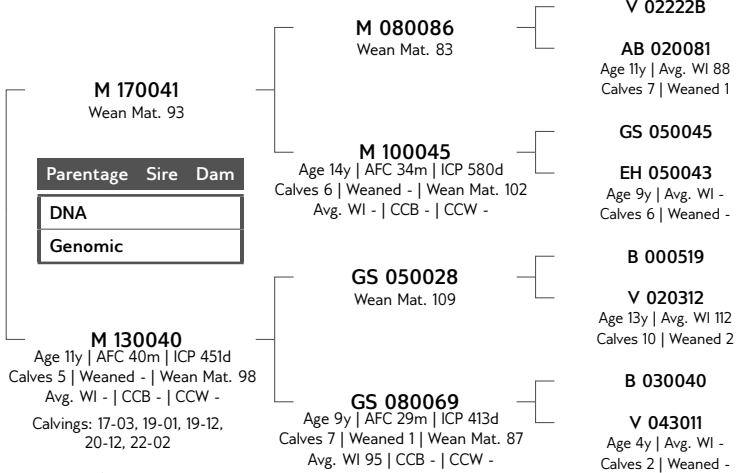 V 02222B
M 080086
Wean Mat. 83
AB 020081
Age 11y | Avg. WI 88
Calves 7 | Weaned 1
M 170041
Wean Mat. 93
GS 050045
M 100045
Age 14y | AFC 34m | ICP 580d
Calves 6 | Weaned - | Wean Mat. 102
Avg. WI - | CCB - | CCW -
EH 050043
Age 9y | Avg. WI -
Calves 6 | Weaned -
Parentage Sire Dam
DNA
Genomic
B 000519
GS 050028
Wean Mat. 109
V 020312
Age 13y | Avg. WI 112
Calves 10 | Weaned 2
M 130040
Age 11y | AFC 40m | ICP 451d
Calves 5 | Weaned - | Wean Mat. 98
Avg. WI - | CCB - | CCW -
Calvings: 17-03, 19-01, 19-12,
20-12, 22-02
B 030040
GS 080069
Age 9y | AFC 29m | ICP 413d
Calves 7 | Weaned 1 | Wean Mat. 87
Avg. WI 95 | CCB - | CCW -
V 043011
Age 4y | Avg. WI -
Calves 2 | Weaned -